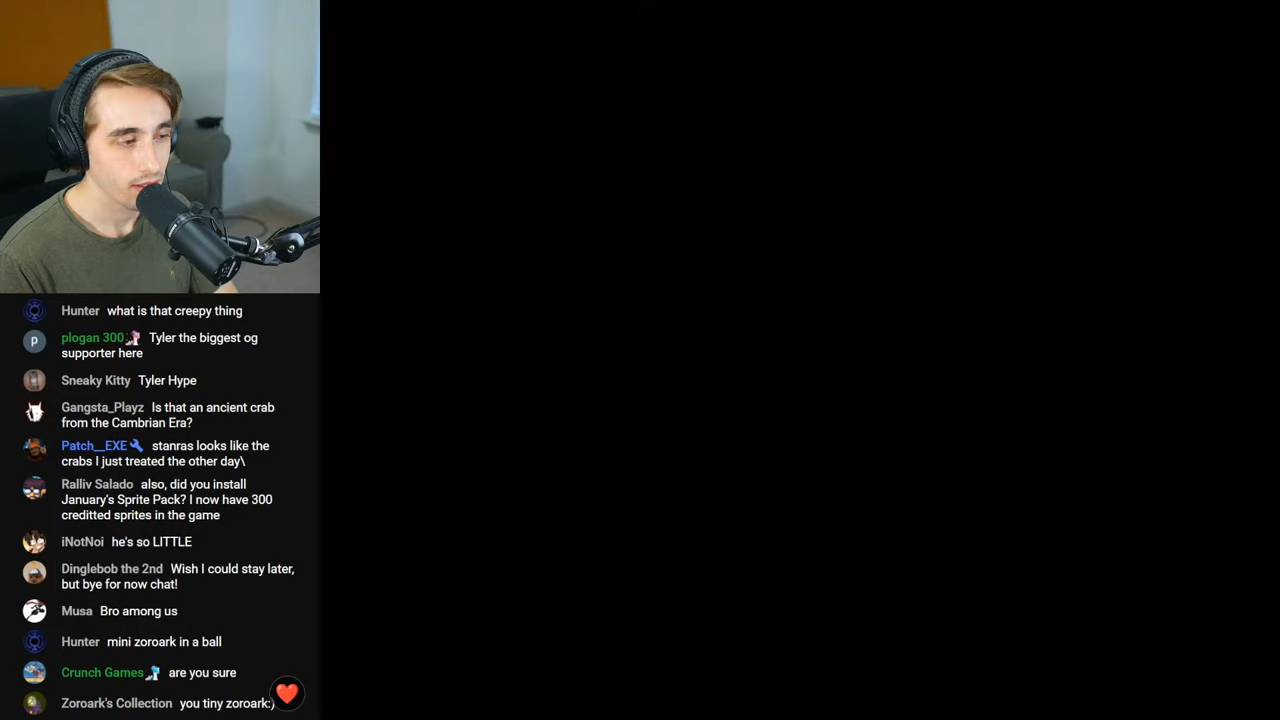 Hunter what is that creepy thing
P plogan 300 Tyler the biggest og
supporter here
Sneaky Kitty Tyler Hype
Gangsta_Playz Is that an ancient crab
from the Cambrian Era?
Patch__EXE stanras looks like the
crabs I just treated the other day\
Ralliv Salado also, did you install
January's Sprite Pack? I now have 300
creditted sprites in the game
iNotNoi he's so LITTLE
Dinglebob the 2nd Wish I could stay later,
but bye for now chat!
Musa Bro among us
Hunter mini zoroark in a ball
Crunch Games are you sure
Zoroark's Collection you tiny zoroark:)